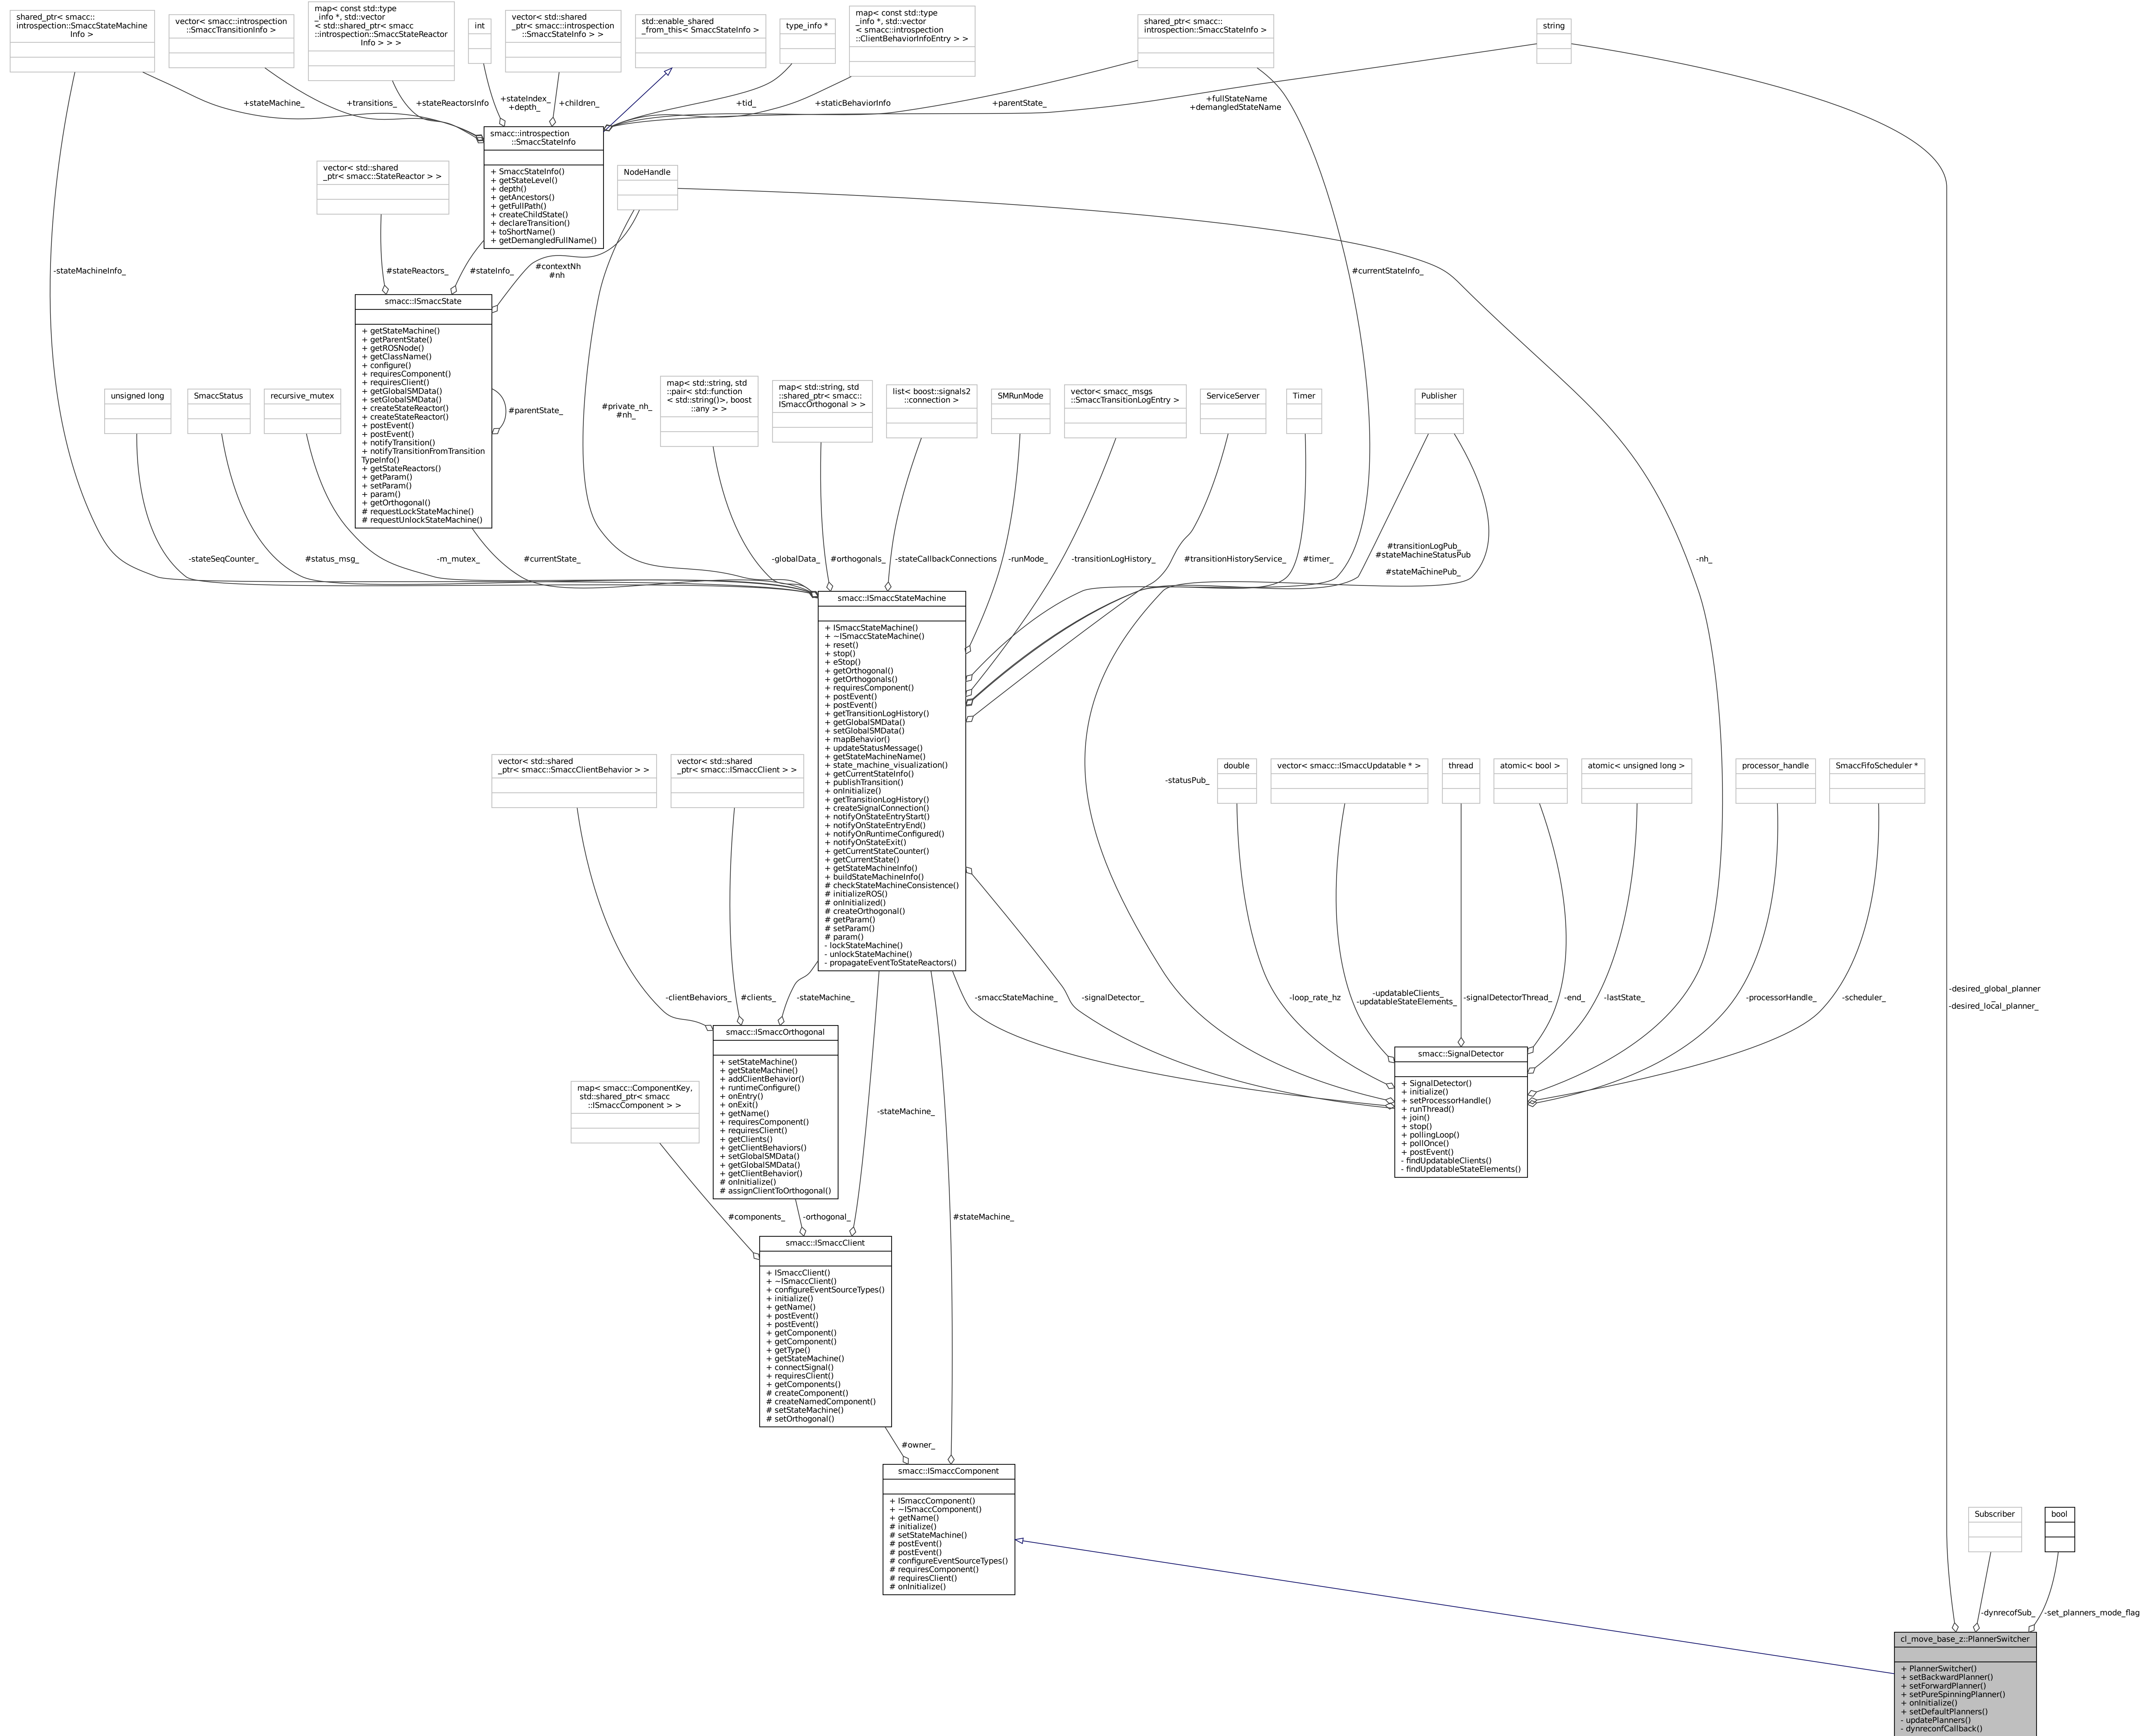 shared_ptr< smacc::
introspection::SmaccStateMachine
Info >
vector< smacc::introspection
::SmaccTransitionInfo >
map< const std::type
_info *, std::vector
< std::shared_ptr< smacc
::introspection::SmaccStateReactor
Info > > >
int
vector< std::shared
_ptr< smacc::introspection
::SmaccStateInfo > >
std::enable_shared
_from_this< SmaccStateInfo >
type_info *
map< const std::type
_info *, std::vector
< smacc::introspection
::ClientBehaviorInfoEntry > >
shared_ptr< smacc::
introspection::SmaccStateInfo >
string
+stateMachine_
+transitions_
+stateReactorsInfo
+stateIndex_
+depth_
+children_
+tid_
+staticBehaviorInfo
+parentState_
+fullStateName
+demangledStateName
smacc::introspection
::SmaccStateInfo
+ SmaccStateInfo()
+ getStateLevel()
+ depth()
+ getAncestors()
+ getFullPath()
+ createChildState()
+ declareTransition()
+ toShortName()
+ getDemangledFullName()
vector< std::shared
_ptr< smacc::StateReactor > >
NodeHandle
-stateMachineInfo_
#stateReactors_
#stateInfo_
#contextNh
#nh
#currentStateInfo_
smacc::ISmaccState
+ getStateMachine()
+ getParentState()
+ getROSNode()
+ getClassName()
+ configure()
+ requiresComponent()
+ requiresClient()
+ getGlobalSMData()
+ setGlobalSMData()
+ createStateReactor()
+ createStateReactor()
+ postEvent()
+ postEvent()
+ notifyTransition()
+ notifyTransitionFromTransition
TypeInfo()
+ getStateReactors()
+ getParam()
+ setParam()
+ param()
+ getOrthogonal()
# requestLockStateMachine()
# requestUnlockStateMachine()
#parentState_
#private_nh_
#nh_
unsigned long
SmaccStatus
recursive_mutex
map< std::string, std
::pair< std::function
< std::string()>, boost
::any > >
map< std::string, std
::shared_ptr< smacc::
ISmaccOrthogonal > >
list< boost::signals2
::connection >
SMRunMode
vector< smacc_msgs
::SmaccTransitionLogEntry >
ServiceServer
Timer
Publisher
-stateSeqCounter_
#status_msg_
-m_mutex_
#currentState_
-globalData_
#orthogonals_
-stateCallbackConnections
-runMode_
-transitionLogHistory_
#transitionHistoryService_
#timer_
#transitionLogPub_
#stateMachineStatusPub
_
#stateMachinePub_
-nh_
smacc::ISmaccStateMachine
+ ISmaccStateMachine()
+ ~ISmaccStateMachine()
+ reset()
+ stop()
+ eStop()
+ getOrthogonal()
+ getOrthogonals()
+ requiresComponent()
+ postEvent()
+ postEvent()
+ getTransitionLogHistory()
+ getGlobalSMData()
+ setGlobalSMData()
+ mapBehavior()
+ updateStatusMessage()
+ getStateMachineName()
+ state_machine_visualization()
+ getCurrentStateInfo()
+ publishTransition()
+ onInitialize()
+ getTransitionLogHistory()
+ createSignalConnection()
+ notifyOnStateEntryStart()
+ notifyOnStateEntryEnd()
+ notifyOnRuntimeConfigured()
+ notifyOnStateExit()
+ getCurrentStateCounter()
+ getCurrentState()
+ getStateMachineInfo()
+ buildStateMachineInfo()
# checkStateMachineConsistence()
# initializeROS()
# onInitialized()
# createOrthogonal()
# getParam()
# setParam()
# param()
- lockStateMachine()
- unlockStateMachine()
- propagateEventToStateReactors()
vector< std::shared
_ptr< smacc::SmaccClientBehavior > >
vector< std::shared
_ptr< smacc::ISmaccClient > >
-statusPub_
double
vector< smacc::ISmaccUpdatable * >
thread
atomic< bool >
atomic< unsigned long >
processor_handle
SmaccFifoScheduler *
-clientBehaviors_
#clients_
-stateMachine_
-smaccStateMachine_
-signalDetector_
-loop_rate_hz
-updatableClients_
-updatableStateElements_
-signalDetectorThread_
-end_
-lastState_
-processorHandle_
-scheduler_
-desired_global_planner
_
-desired_local_planner_
smacc::ISmaccOrthogonal
+ setStateMachine()
+ getStateMachine()
+ addClientBehavior()
+ runtimeConfigure()
+ onEntry()
+ onExit()
+ getName()
+ requiresComponent()
+ requiresClient()
+ getClients()
+ getClientBehaviors()
+ setGlobalSMData()
+ getGlobalSMData()
+ getClientBehavior()
# onInitialize()
# assignClientToOrthogonal()
smacc::SignalDetector
+ SignalDetector()
+ initialize()
+ setProcessorHandle()
+ runThread()
+ join()
+ stop()
+ pollingLoop()
+ pollOnce()
+ postEvent()
- findUpdatableClients()
- findUpdatableStateElements()
map< smacc::ComponentKey,
std::shared_ptr< smacc
::ISmaccComponent > >
-stateMachine_
#components_
-orthogonal_
#stateMachine_
smacc::ISmaccClient
+ ISmaccClient()
+ ~ISmaccClient()
+ configureEventSourceTypes()
+ initialize()
+ getName()
+ postEvent()
+ postEvent()
+ getComponent()
+ getComponent()
+ getType()
+ getStateMachine()
+ connectSignal()
+ requiresClient()
+ getComponents()
# createComponent()
# createNamedComponent()
# setStateMachine()
# setOrthogonal()
#owner_
smacc::ISmaccComponent
+ ISmaccComponent()
+ ~ISmaccComponent()
+ getName()
# initialize()
# setStateMachine()
# postEvent()
# postEvent()
# configureEventSourceTypes()
# requiresComponent()
# requiresClient()
# onInitialize()
Subscriber
bool
-dynrecofSub_
-set_planners_mode_flag
cl_move_base_z::PlannerSwitcher
+ PlannerSwitcher()
+ setBackwardPlanner()
+ setForwardPlanner()
+ setPureSpinningPlanner()
+ onInitialize()
+ setDefaultPlanners()
- updatePlanners()
- dynreconfCallback()